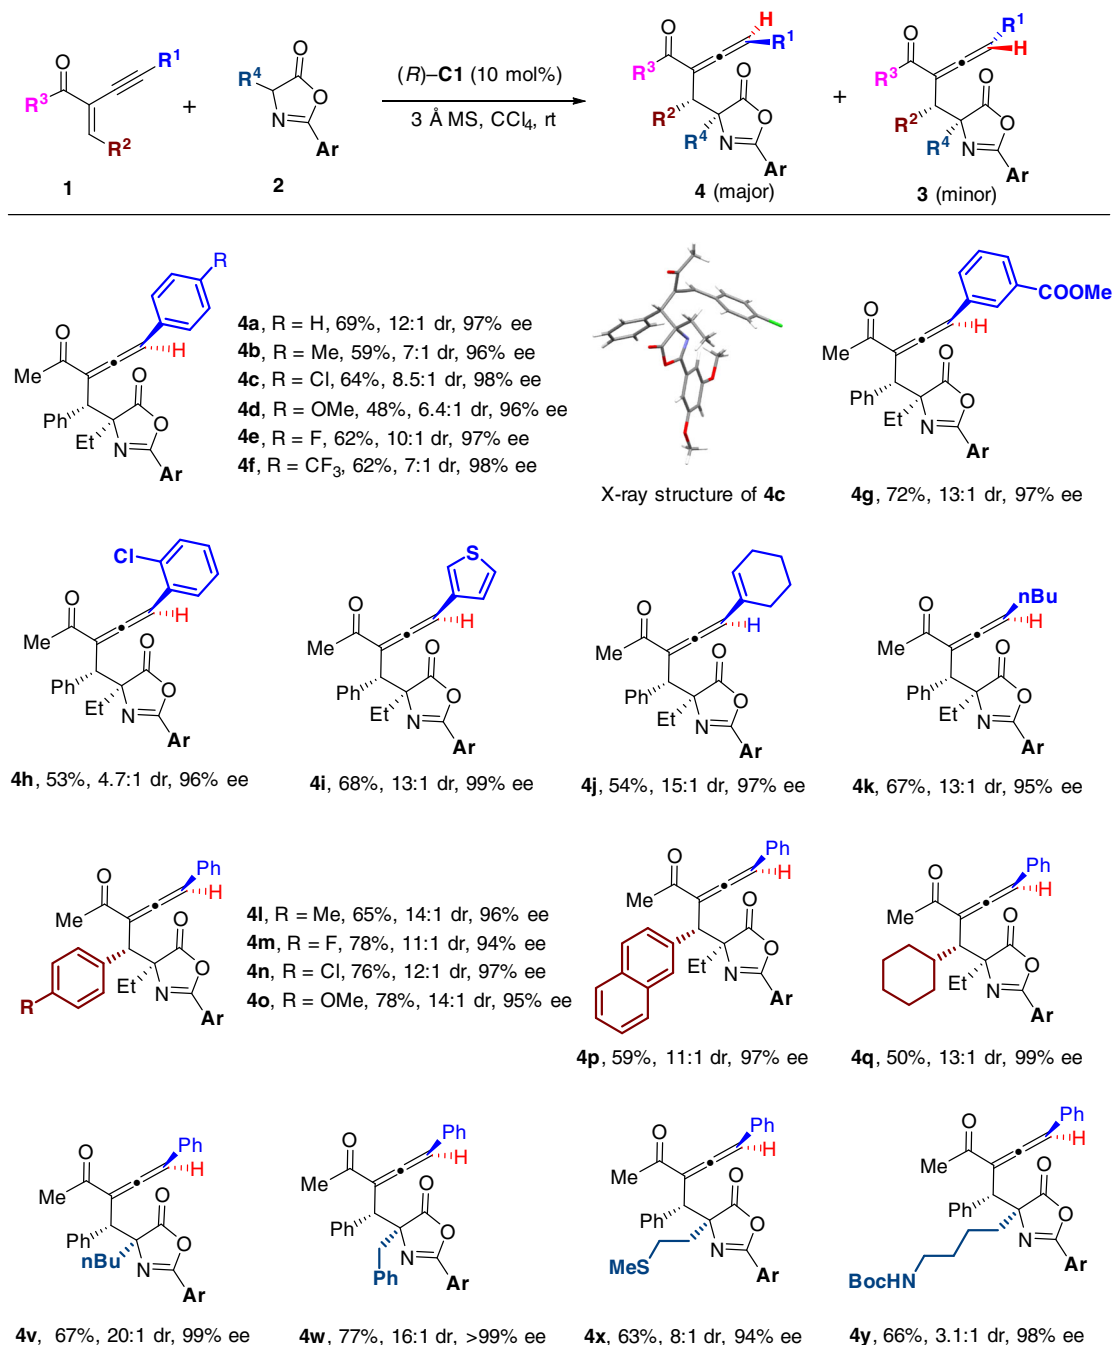 O
R³
R¹
R²
1
+
R⁴
O
O
N
Ar
2
(R)–C1 (10 mol%)
3 Å MS, CCl₄, rt
H
R¹
O
R³
O
O
R²
R⁴
N
Ar
4 (major)
+
R¹
H
O
R³
O
O
R²
R⁴
N
Ar
3 (minor)
R
O
Me
H
O
O
Ph
Et
N
Ar
4a, R = H, 69%, 12:1 dr, 97% ee
4b, R = Me, 59%, 7:1 dr, 96% ee
4c, R = Cl, 64%, 8.5:1 dr, 98% ee
4d, R = OMe, 48%, 6.4:1 dr, 96% ee
4e, R = F, 62%, 10:1 dr, 97% ee
4f, R = CF₃, 62%, 7:1 dr, 98% ee
X-ray structure of 4c
COOMe
O
Me
H
O
O
Ph
Et
N
Ar
4g, 72%, 13:1 dr, 97% ee
Cl
O
Me
H
O
O
Ph
Et
N
Ar
4h, 53%, 4.7:1 dr, 96% ee
S
O
Me
H
O
O
Ph
Et
N
Ar
4i, 68%, 13:1 dr, 99% ee
O
Me
H
O
O
Ph
Et
N
Ar
4j, 54%, 15:1 dr, 97% ee
nBu
O
Me
H
O
O
Ph
Et
N
Ar
4k, 67%, 13:1 dr, 95% ee
Ph
O
Me
H
O
O
R
Et
N
Ar
4l, R = Me, 65%, 14:1 dr, 96% ee
4m, R = F, 78%, 11:1 dr, 94% ee
4n, R = Cl, 76%, 12:1 dr, 97% ee
4o, R = OMe, 78%, 14:1 dr, 95% ee
Ph
O
Me
H
O
O
Et
N
Ar
4p, 59%, 11:1 dr, 97% ee
Ph
O
Me
H
O
O
Et
N
Ar
4q, 50%, 13:1 dr, 99% ee
Ph
O
Me
H
O
O
Ph
nBu
N
Ar
4v, 67%, 20:1 dr, 99% ee
Ph
O
Me
H
O
O
Ph
Ph
N
Ar
4w, 77%, 16:1 dr, >99% ee
Ph
O
Me
H
O
O
Ph
MeS
N
Ar
4x, 63%, 8:1 dr, 94% ee
Ph
O
Me
H
O
O
Ph
BocHN
N
Ar
4y, 66%, 3.1:1 dr, 98% ee